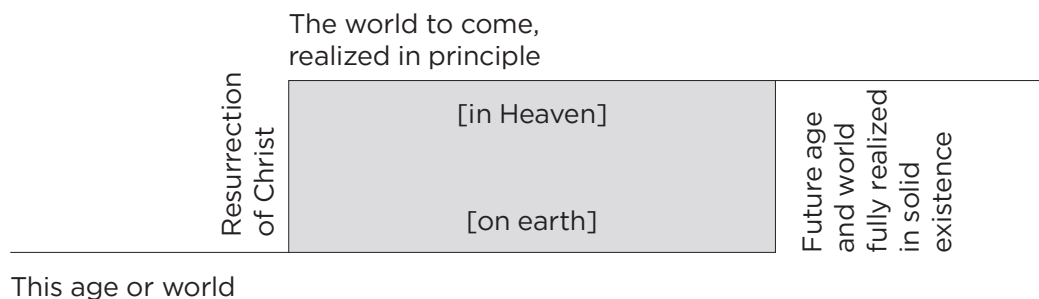 The world to come,
realized in principle
Resurrection
of Christ
[in Heaven]
[on earth]
Future age
and world
fully realized
in solid
existence
This age or world